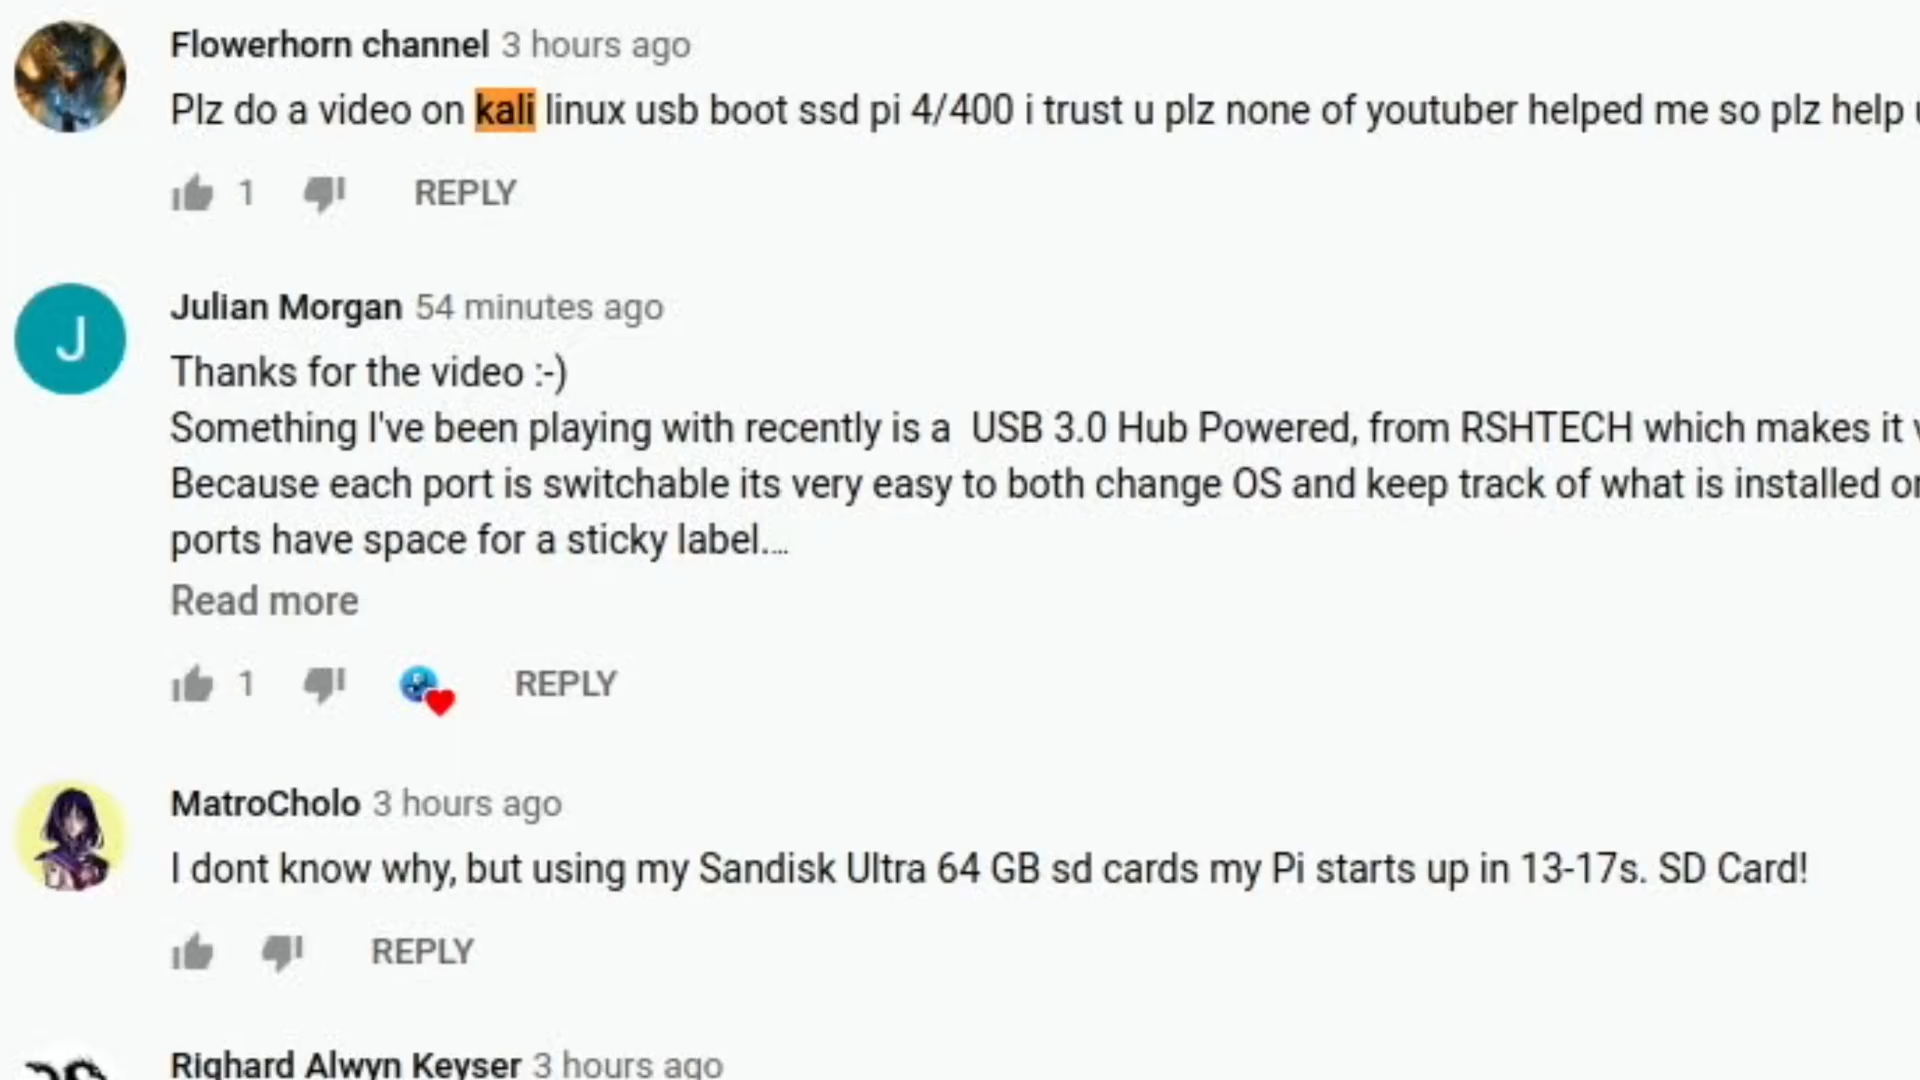 Flowerhorn channel 3 hours ago
Plz do a video on kali linux usb boot ssd pi 4/400 i trust u plz none of youtuber helped me so plz help
1 REPLY
J
Julian Morgan 54 minutes ago
Thanks for the video :-)
Something I've been playing with recently is a  USB 3.0 Hub Powered, from RSHTECH which makes it
Because each port is switchable its very easy to both change OS and keep track of what is installed
ports have space for a sticky label....
Read more
1 REPLY
MatroCholo 3 hours ago
I dont know why, but using my Sandisk Ultra 64 GB sd cards my Pi starts up in 13-17s. SD Card!
REPLY
Righard Alwyn Keyser 3 hours ago